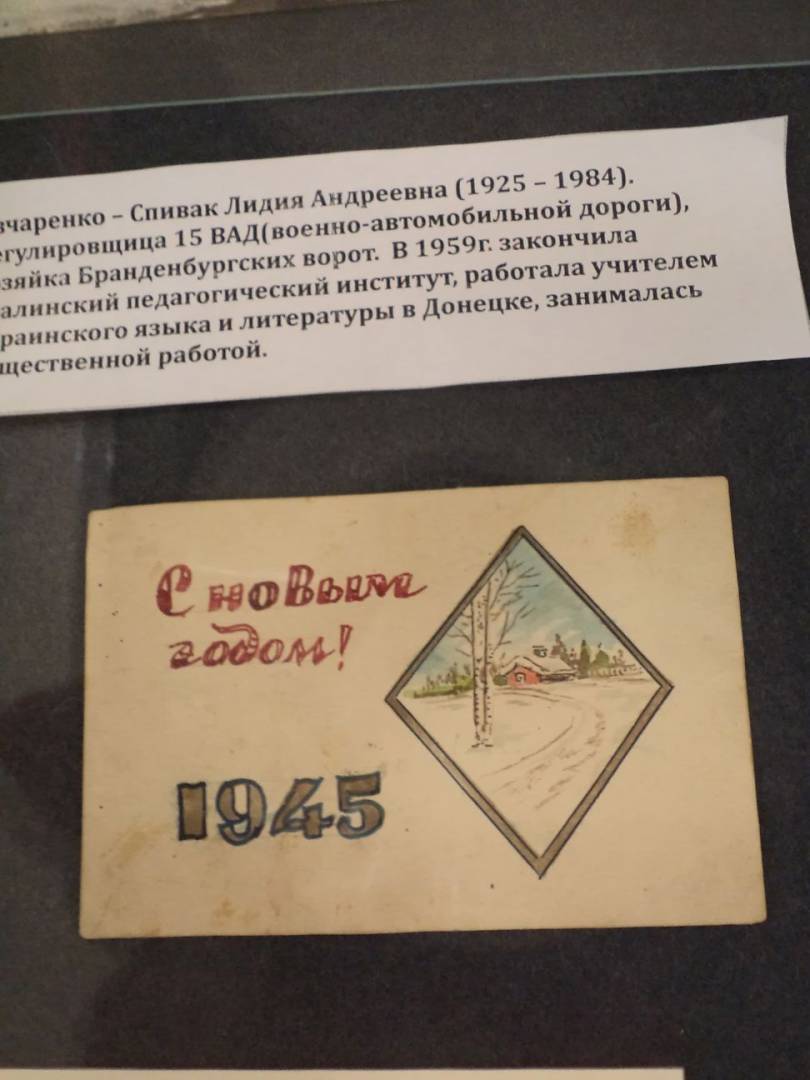 вчаренко – Спивак Лидия Андреевна (1925 – 1984).
егулировщица 15 ВАД(военно-автомобильной дороги),
озяйка Бранденбургских ворот. В 1959г. закончила
алинский педагогический институт, работала учителем
раинского языка и литературы в Донецке, занималась
щественной работой.
С новым
годом!
1945